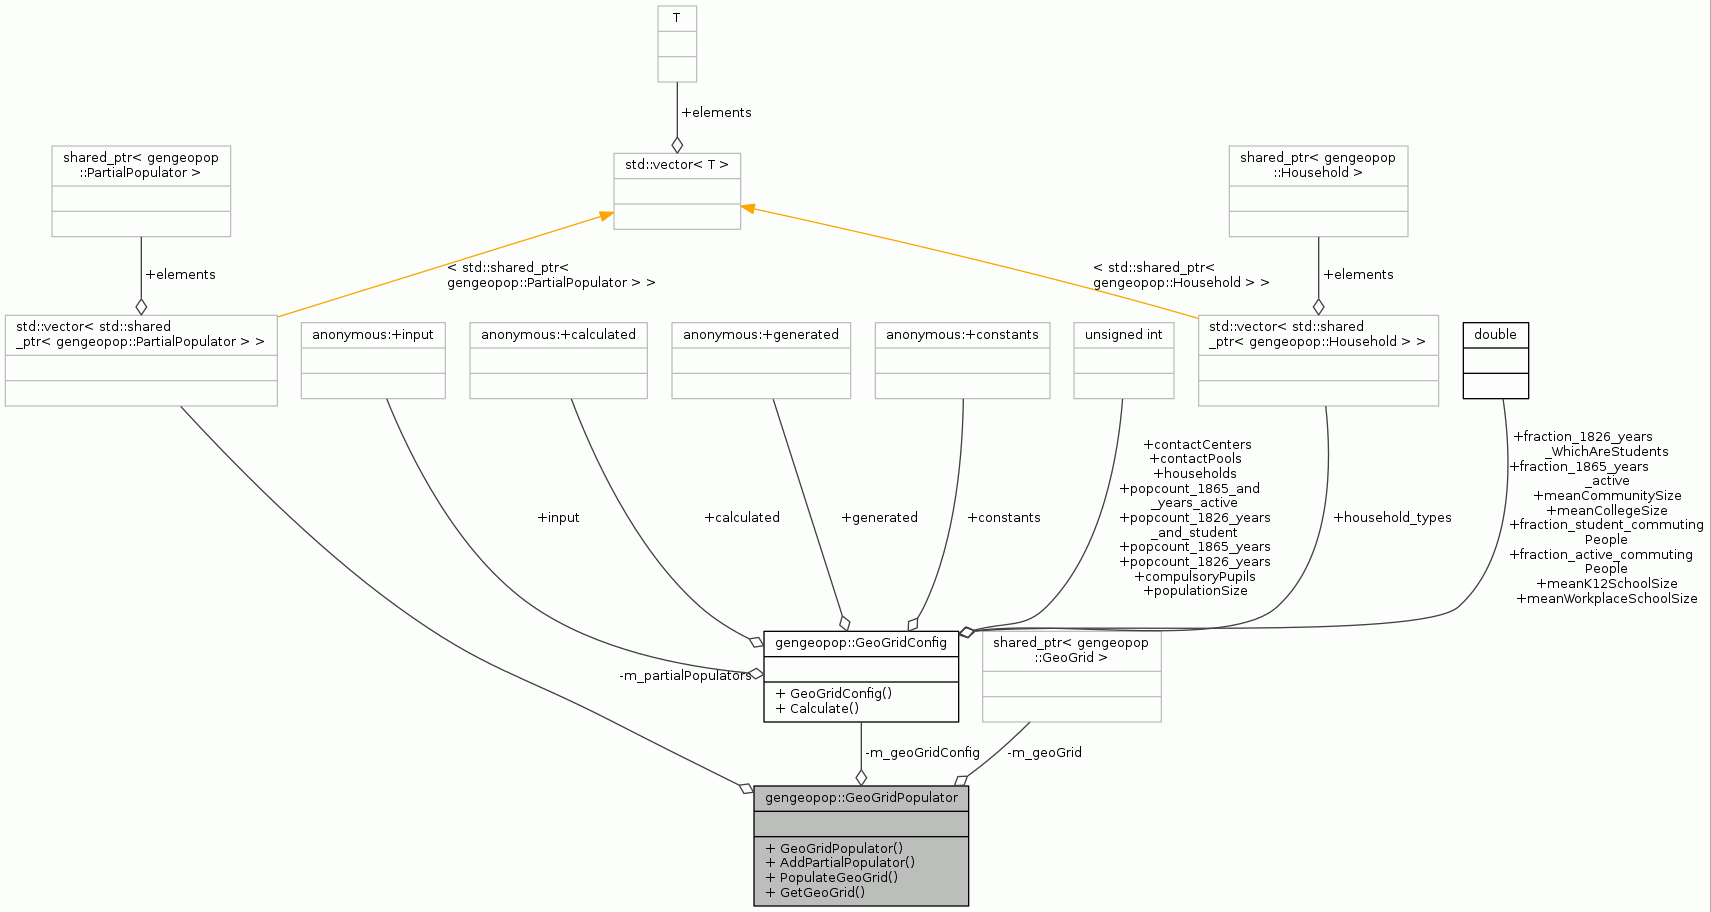 T
+elements
std::vector< T >
shared_ptr< gengeopop
::PartialPopulator >
shared_ptr< gengeopop
::Household >
+elements
+elements
< std::shared_ptr<
gengeopop::PartialPopulator > >
< std::shared_ptr<
gengeopop::Household > >
std::vector< std::shared
_ptr< gengeopop::PartialPopulator > >
anonymous:+input
anonymous:+calculated
anonymous:+generated
anonymous:+constants
unsigned int
std::vector< std::shared
_ptr< gengeopop::Household > >
double
+input
+calculated
+generated
+constants
+contactCenters
+contactPools
+households
+popcount_1865_and
_years_active
+popcount_1826_years
_and_student
+popcount_1865_years
+popcount_1826_years
+compulsoryPupils
+populationSize
+household_types
+fraction_1826_years
_WhichAreStudents
+fraction_1865_years
_active
+meanCommunitySize
+meanCollegeSize
+fraction_student_commuting
People
+fraction_active_commuting
People
+meanK12SchoolSize
+meanWorkplaceSchoolSize
-m_partialPopulators
gengeopop::GeoGridConfig
+ GeoGridConfig()
+ Calculate()
shared_ptr< gengeopop
::GeoGrid >
-m_geoGridConfig
-m_geoGrid
gengeopop::GeoGridPopulator
+ GeoGridPopulator()
+ AddPartialPopulator()
+ PopulateGeoGrid()
+ GetGeoGrid()